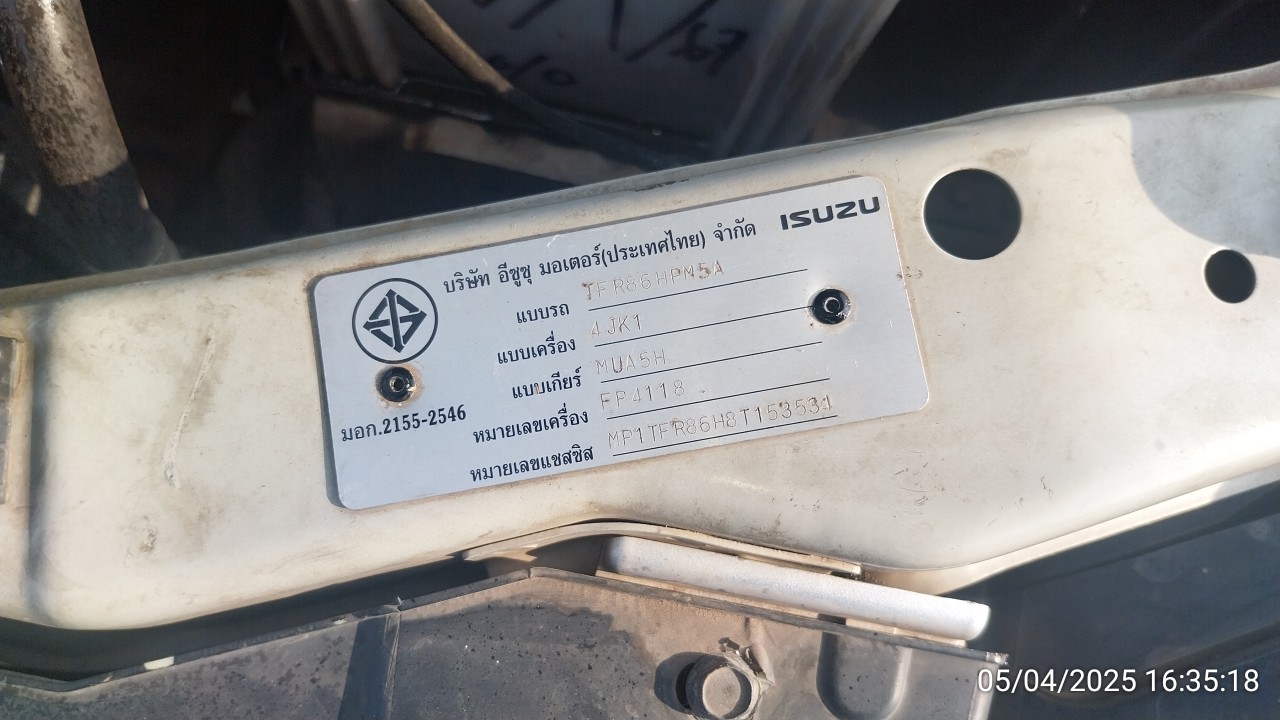 บริษัท อีซูซุ มอเตอร์(ประเทศไทย) จำกัด ISUZU
แบบรถ TFR86HPM5A
แบบเครื่อง 4JK1
แบบเกียร์ MUA5H
มอก.2155-2546
หมายเลขเครื่อง FP4118
หมายเลขแชสซิส MP1TFR86H8T153531
05/04/2025 16:35:18